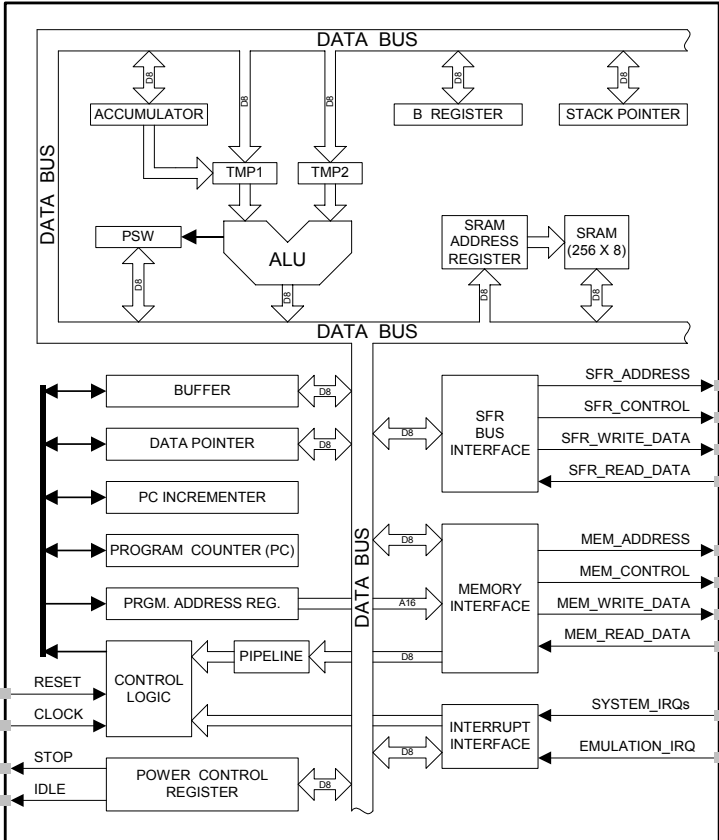 DATA BUS
D8
D8
D8
D8
D8
ACCUMULATOR
B REGISTER
STACK POINTER
DATA BUS
TMP1
TMP2
PSW
ALU
SRAM
ADDRESS
REGISTER
SRAM
(256 X 8)
D8
D8
D8
D8
DATA BUS
BUFFER
D8
DATA POINTER
D8
PC INCREMENTER
PROGRAM COUNTER (PC)
PRGM. ADDRESS REG.
A16
DATA BUS
D8
SFR
BUS
INTERFACE
SFR_ADDRESS
SFR_CONTROL
SFR_WRITE_DATA
SFR_READ_DATA
D8
MEMORY
INTERFACE
MEM_ADDRESS
MEM_CONTROL
MEM_WRITE_DATA
MEM_READ_DATA
RESET
CLOCK
CONTROL
LOGIC
PIPELINE
D8
STOP
IDLE
POWER CONTROL
REGISTER
D8
D8
INTERRUPT
INTERFACE
SYSTEM_IRQs
EMULATION_IRQ